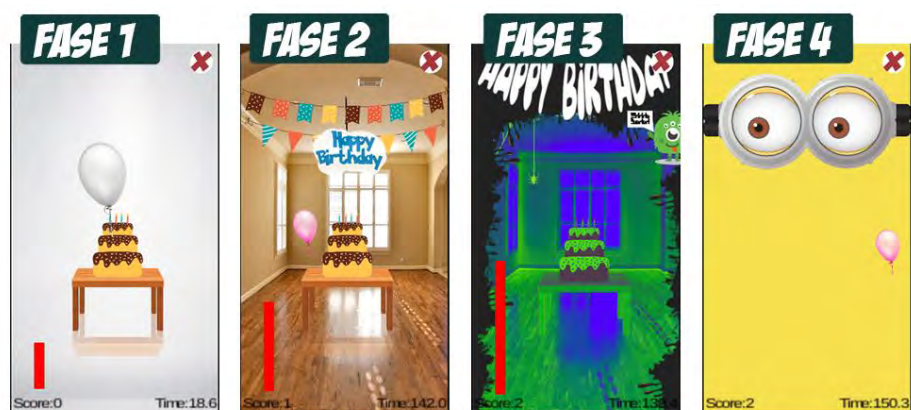 FASE 1
Score:0
Time:18.6
FASE 2
Happy
Birthday
Score:1
Time:142.0
FASE 3
HAPPY BIRTHDAY
Score:2
FASE 4
Score:2
Time:150.3